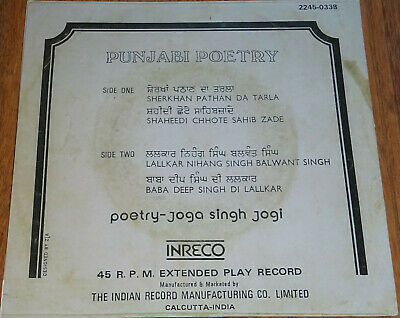 2245-0338
PUNJABI POETRY
SIDE ONE ਸ਼ੇਰਖਾਂ ਪਠਾਣ ਦਾ ਤਰਲਾ
SHERKHAN PATHAN DA TARLA
ਸ਼ਹੀਦੀ ਛੋਟੇ ਸਾਹਿਬਜ਼ਾਦੇ
SHAHEEDI CHHOTE SAHIB ZADE
SIDE TWO ਲਲਕਾਰ ਨਿਹੰਗ ਸਿੰਘ ਬਲਵੰਤ ਸਿੰਘ
LALLKAR NIHANG SINGH BALWANT SINGH
ਬਾਬਾ ਦੀਪ ਸਿੰਘ ਦੀ ਲਲਕਾਰ
BABA DEEP SINGH DI LALLKAR
poetry-joga singh jogi
INRECO
45 R.P.M. EXTENDED PLAY RECORD
Manufactured & Marketed by
THE INDIAN RECORD MANUFACTURING CO. LIMITED
CALCUTTA-INDIA
DESIGNED BY